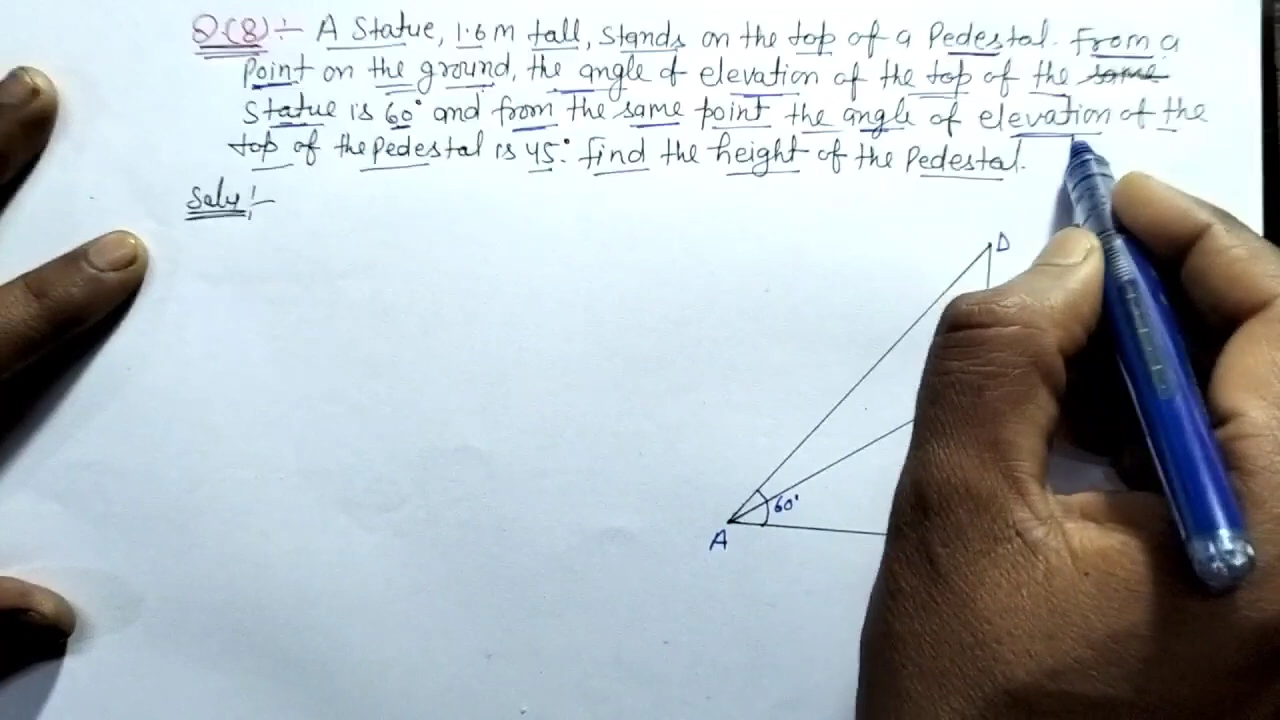 Q.(8):- A Statue, 1.6 m tall, stands on the top of a Pedestal. From a
Point on the ground, the angle of elevation of the top of the same
Statue is 60° and from the same point the angle of elevation of the
top of the Pedestal is 45°. find the height of the Pedestal.
Solu:-
D
60°
A